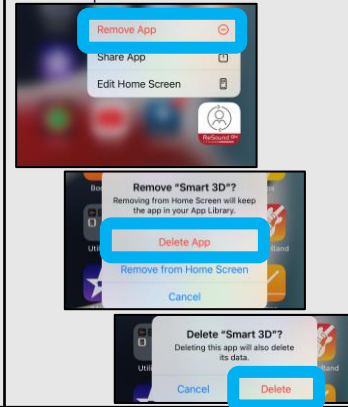 Remove App
Share App
Edit Home Screen
ReSound
Remove "Smart 3D"?
Removing from Home Screen will keep
the app in your App Library.
Delete App
Remove from Home Screen
Cancel
Delete "Smart 3D"?
Deleting this app will also delete
its data.
Cancel
Delete